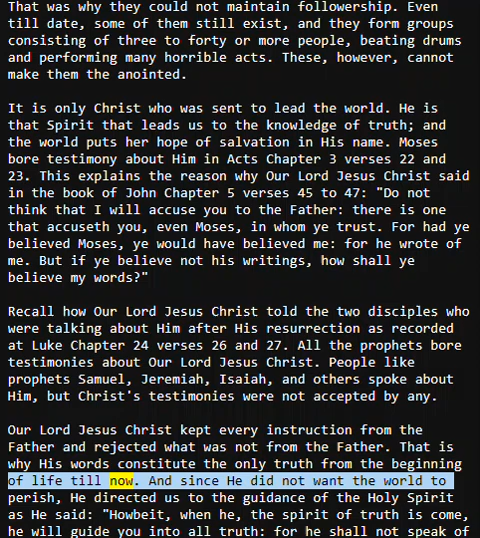 That was why they could not maintain followership. Even
till date, some of them still exist, and they form groups
consisting of three to forty or more people, beating drums
and performing many horrible acts. These, however, cannot
make them the anointed.
It is only Christ who was sent to lead the world. He is
that Spirit that leads us to the knowledge of truth; and
the world puts her hope of salvation in His name. Moses
bore testimony about Him in Acts Chapter 3 verses 22 and
23. This explains the reason why Our Lord Jesus Christ said
in the book of John Chapter 5 verses 45 to 47: "Do not
think that I will accuse you to the Father: there is one
that accuseth you, even Moses, in whom ye trust. For had ye
believed Moses, ye would have believed me: for he wrote of
me. But if ye believe not his writings, how shall ye
believe my words?"
Recall how Our Lord Jesus Christ told the two disciples who
were talking about Him after His resurrection as recorded
at Luke Chapter 24 verses 26 and 27. All the prophets bore
testimonies about Our Lord Jesus Christ. People like
prophets Samuel, Jeremiah, Isaiah, and others spoke about
Him, but Christ's testimonies were not accepted by any.
Our Lord Jesus Christ kept every instruction from the
Father and rejected what was not from the Father. That is
why His words constitute the only truth from the beginning
of life till now. And since He did not want the world to
perish, He directed us to the guidance of the Holy Spirit
as He said: "Howbeit, when he, the spirit of truth is come,
he will guide you into all truth: for he shall not speak of